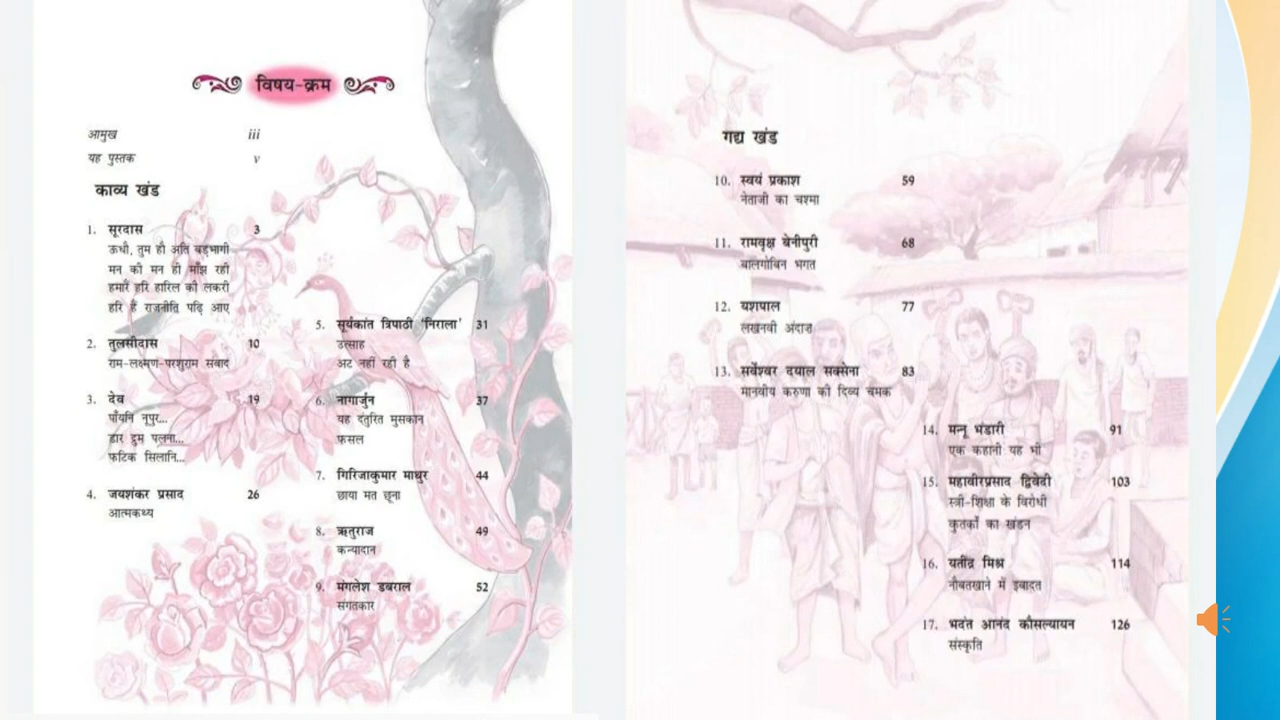 विषय-क्रम
आमुख iii
यह पुस्तक v
काव्य खंड
1. सूरदास 3
ऊधौ, तुम हौ अति बड़भागी
मन की मन ही माँझ रही
हमारैं हरि हारिल की लकरी
हरि हैं राजनीति पढ़ि आए
2. तुलसीदास 10
राम-लक्ष्मण-परशुराम संवाद
3. देव 19
पाँयनि नूपुर...
डार द्रुम पलना...
फटिक सिलानि...
4. जयशंकर प्रसाद 26
आत्मकथ्य
5. सूर्यकांत त्रिपाठी 'निराला' 31
उत्साह
अट नहीं रही है
6. नागार्जुन 37
यह दंतुरित मुसकान
फसल
7. गिरिजाकुमार माथुर 44
छाया मत छूना
8. ऋतुराज 49
कन्यादान
9. मंगलेश डबराल 52
संगतकार
गद्य खंड
10. स्वयं प्रकाश 59
नेताजी का चश्मा
11. रामवृक्ष बेनीपुरी 68
बालगोबिन भगत
12. यशपाल 77
लखनवी अंदाज़
13. सर्वेश्वर दयाल सक्सेना 83
मानवीय करुणा की दिव्य चमक
14. मन्नू भंडारी 91
एक कहानी यह भी
15. महावीरप्रसाद द्विवेदी 103
स्त्री-शिक्षा के विरोधी
कुतर्कों का खंडन
16. यतींद्र मिश्र 114
नौबतखाने में इबादत
17. भदंत आनंद कौसल्यायन 126
संस्कृति